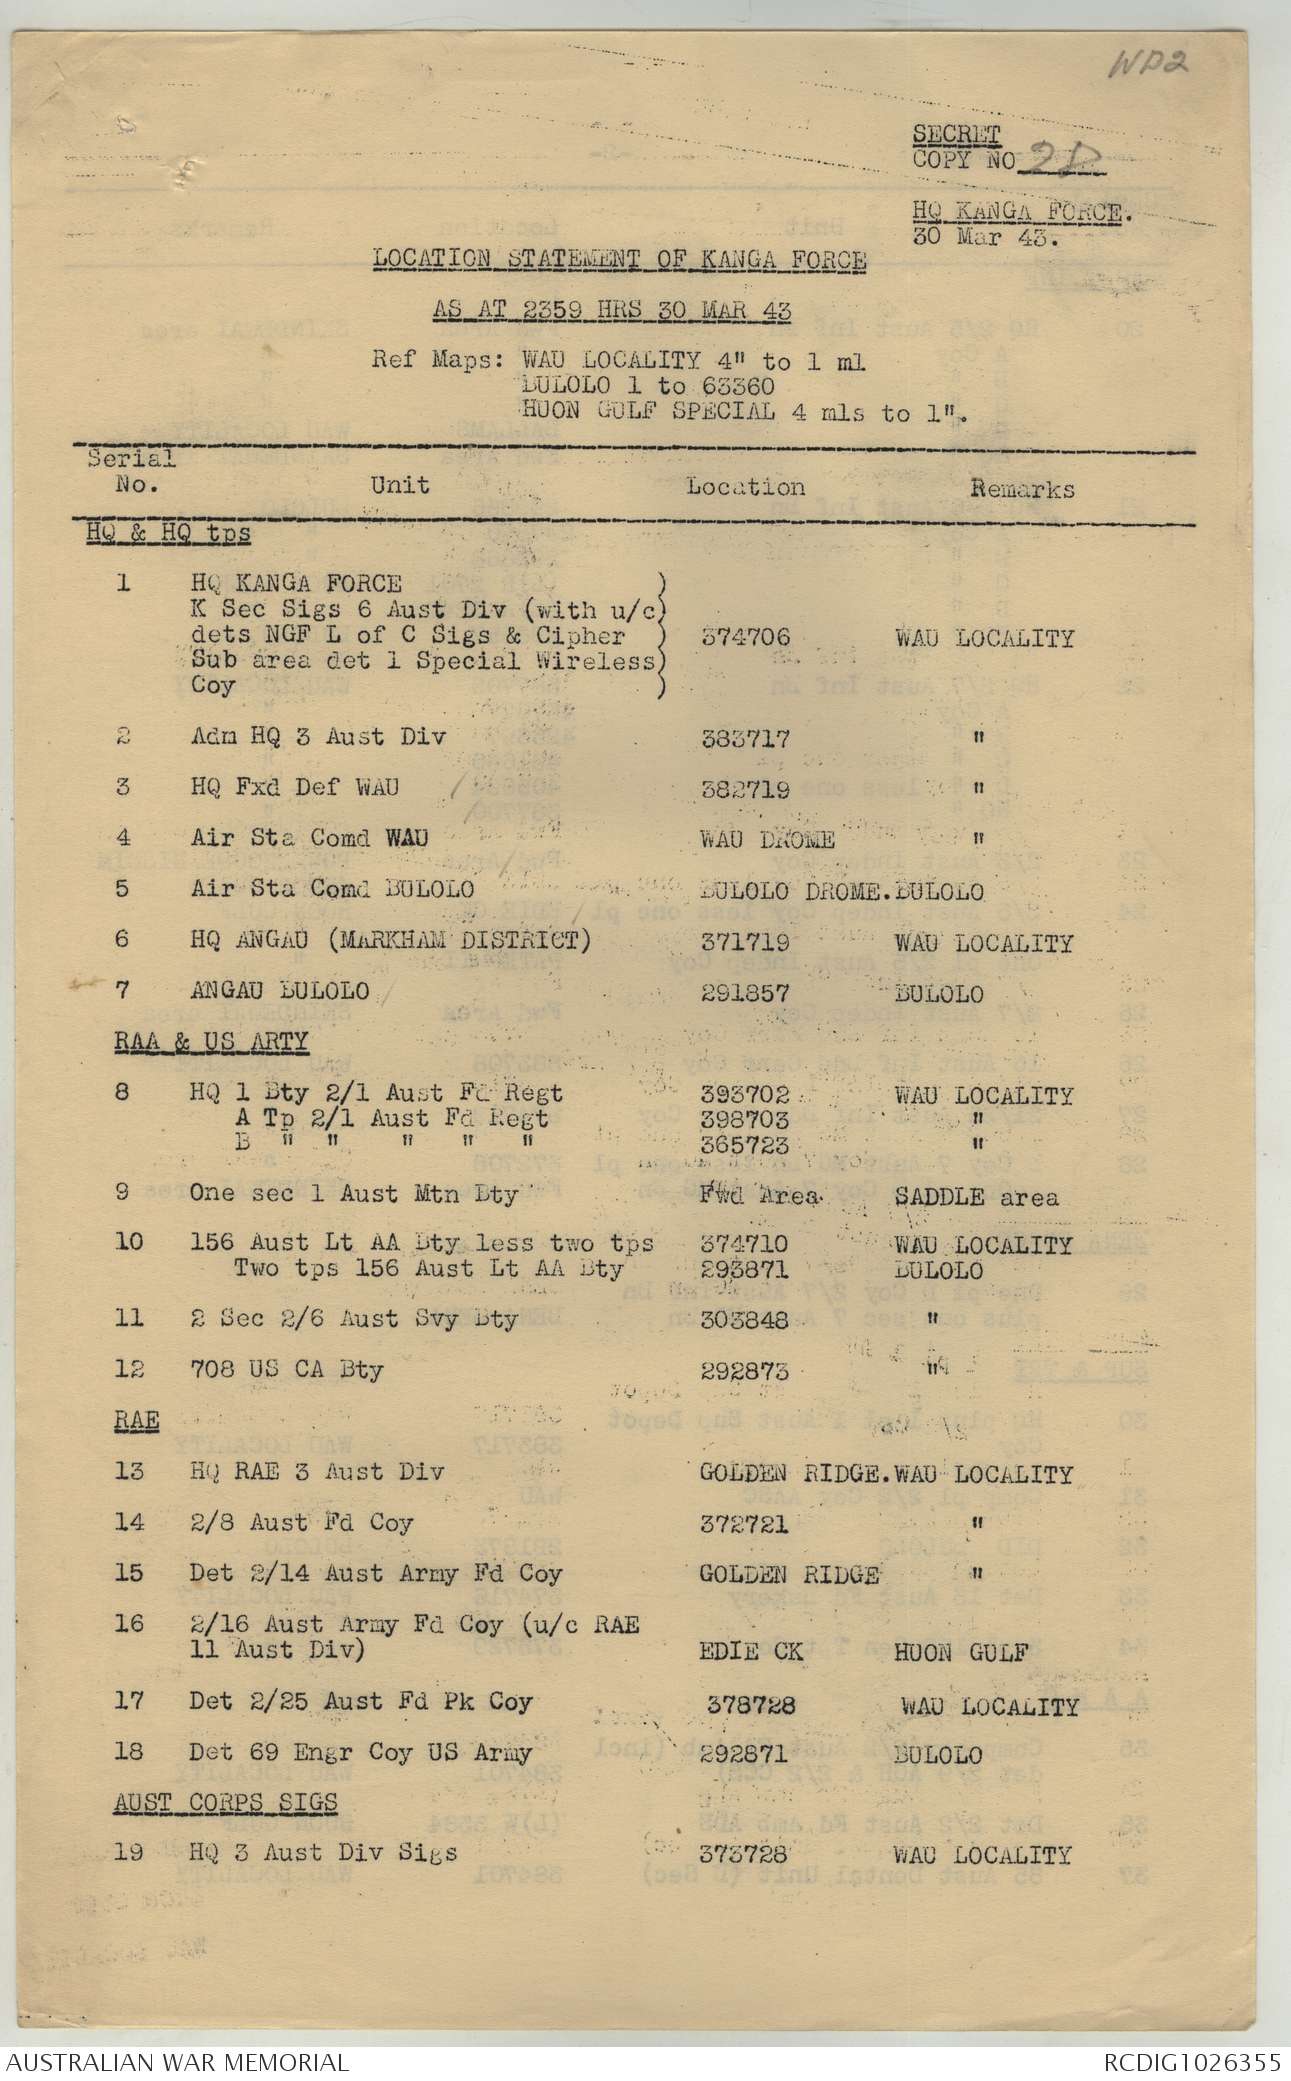 WD2
SECRET
COPY NO 2D
HQ KANGA FORCE.
30 Mar 43.
LOCATION STATEMENT OF KANGA FORCE
AS AT 2359 HRS 30 MAR 43
Ref Maps: WAU LOCALITY 4" to 1 ml
BULOLO 1 to 63360
HUON GULF SPECIAL 4 mls to 1".
Serial No. Unit Location Remarks
HQ & HQ tps
1 HQ KANGA FORCE )
K Sec Sigs 6 Aust Div (with u/c)
dets NGF L of C Sigs & Cipher ) 374706 WAU LOCALITY
Sub area det 1 Special Wireless)
Coy )
2 Adm HQ 3 Aust Div 383717 "
3 HQ Fxd Def WAU 382719 "
4 Air Sta Comd WAU WAU DROME "
5 Air Sta Comd BULOLO BULOLO DROME. BULOLO
6 HQ ANGAU (MARKHAM DISTRICT) 371719 WAU LOCALITY
7 ANGAU BULOLO 291857 BULOLO
RAA & US ARTY
8 HQ 1 Bty 2/1 Aust Fd Regt 393702 WAU LOCALITY
A Tp 2/1 Aust Fd Regt 398703 "
B " " " " " 365723 "
9 One sec 1 Aust Mtn Bty Fwd Area SADDLE area
10 156 Aust Lt AA Bty less two tps 374710 WAU LOCALITY
Two tps 156 Aust Lt AA Bty 293871 BULOLO
11 2 Sec 2/6 Aust Svy Bty 303848 "
12 708 US CA Bty 292873 "
RAE
13 HQ RAE 3 Aust Div GOLDEN RIDGE. WAU LOCALITY
14 2/8 Aust Fd Coy 372721 "
15 Det 2/14 Aust Army Fd Coy GOLDEN RIDGE "
16 2/16 Aust Army Fd Coy (u/c RAE
11 Aust Div) EDIE CK HUON GULF
17 Det 2/25 Aust Fd Pk Coy 378728 WAU LOCALITY
18 Det 69 Engr Coy US Army 292871 BULOLO
AUST CORPS SIGS
19 HQ 3 Aust Div Sigs 373728 WAU LOCALITY
AUSTRALIAN WAR MEMORIAL
RCDIG1026355